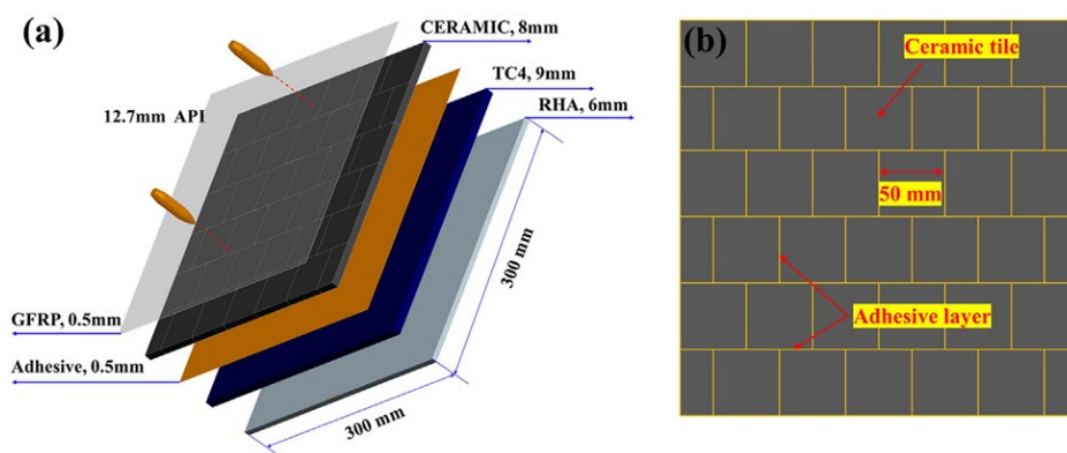 (a)
CERAMIC, 8mm
TC4, 9mm
RHA, 6mm
12.7mm API
300 mm
GFRP, 0.5mm
Adhesive, 0.5mm
300 mm
(b)
Ceramic tile
50 mm
Adhesive layer